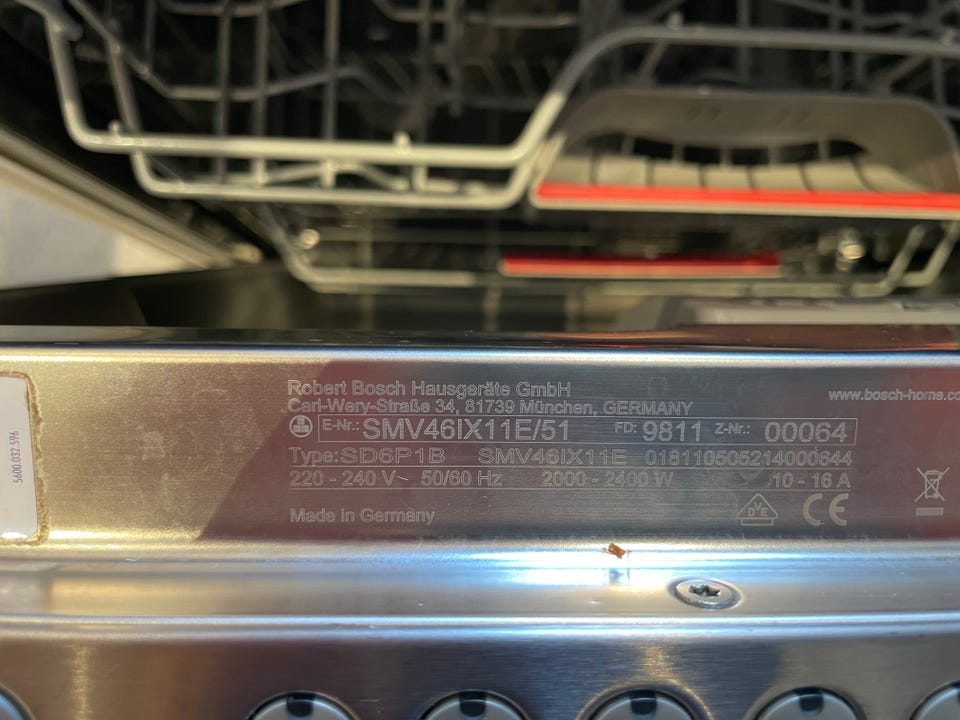 Robert Bosch Hausgeräte GmbH
Carl-Wery-Straße 34, 81739 München, GERMANY
www.bosch-home.co
E-Nr.: SMV46IX11E/51 FD: 9811 Z-Nr.: 00064
Type: SD6P1B SMV46IX11E 018110505214000644
220 - 240 V~ 50/60 Hz 2000 - 2400 W 10 - 16 A
Made in Germany
DVE
CE
5600.032.596